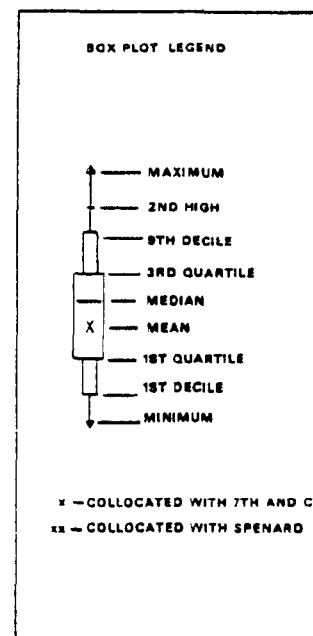 BOX PLOT LEGEND
MAXIMUM
2ND HIGH
9TH DECILE
3RD QUARTILE
MEDIAN
X MEAN
1ST QUARTILE
1ST DECILE
MINIMUM
x – COLLOCATED WITH 7TH AND C
xx – COLLOCATED WITH SPENARD